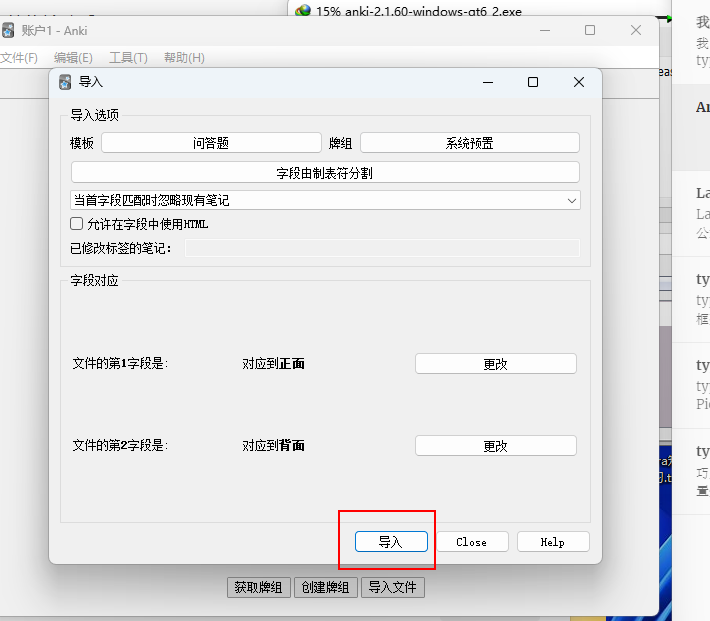 15% anki-2.1.60-windows-qt6_2.exe
账户1 - Anki
文件(F) 编辑(E) 工具(T) 帮助(H)
导入
导入选项
模板 问答题 牌组 系统预置
字段由制表符分割
当首字段匹配时忽略现有笔记
允许在字段中使用HTML
已修改标签的笔记:
字段对应
文件的第1字段是: 对应到正面 更改
文件的第2字段是: 对应到背面 更改
导入 Close Help
获取牌组 创建牌组 导入文件
我
我
ty
An
La
La
公
ty
ty
框
ty
ty
Pi
ty
巧
置